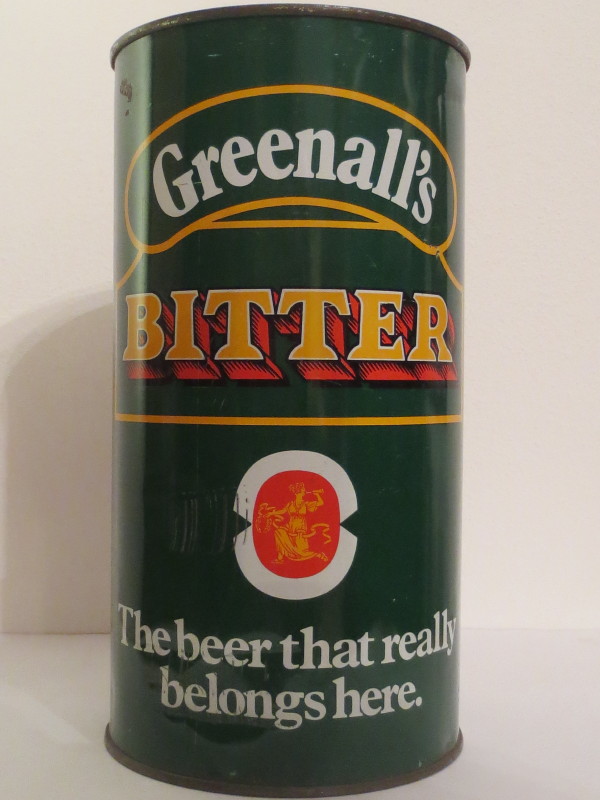 Greenall's
BITTER
The beer that really
belongs here.